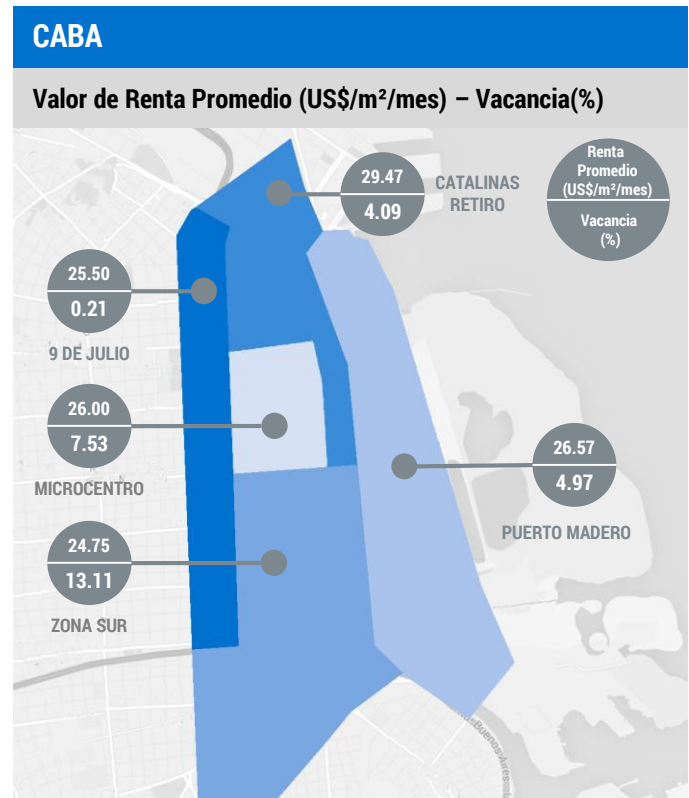 CABA
Valor de Renta Promedio (US$/m²/mes) – Vacancia(%)
Renta
Promedio
(US$/m²/mes)
Vacancia
(%)
29.47
4.09
CATALINAS
RETIRO
25.50
0.21
9 DE JULIO
26.00
7.53
MICROCENTRO
26.57
4.97
PUERTO MADERO
24.75
13.11
ZONA SUR
Buenos Aires